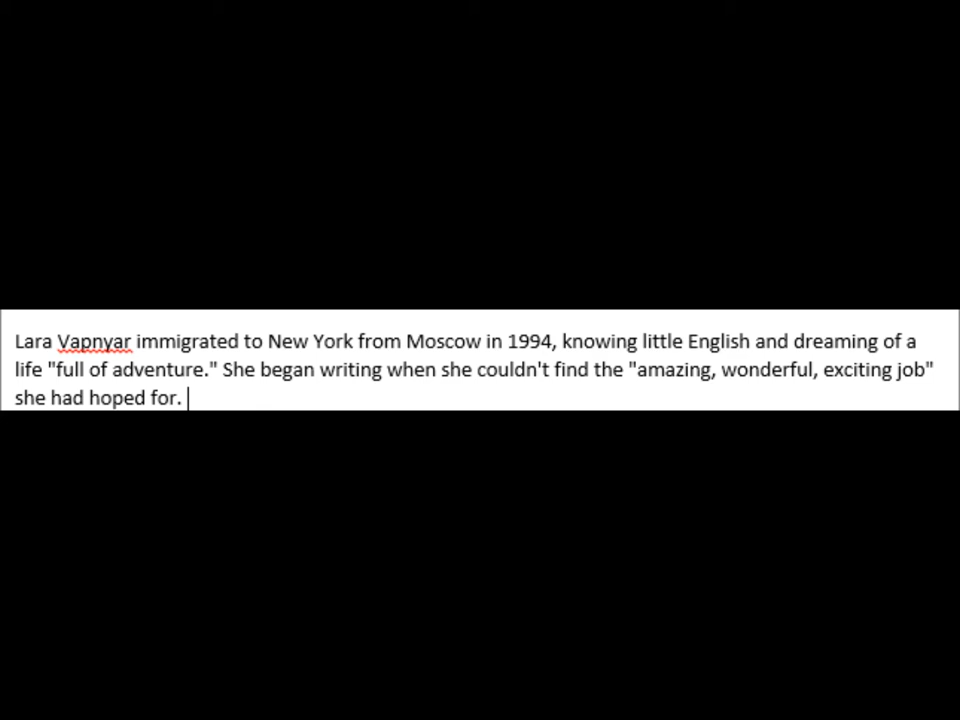 Lara Vapnyar immigrated to New York from Moscow in 1994, knowing little English and dreaming of a
life "full of adventure." She began writing when she couldn't find the "amazing, wonderful, exciting job"
she had hoped for.